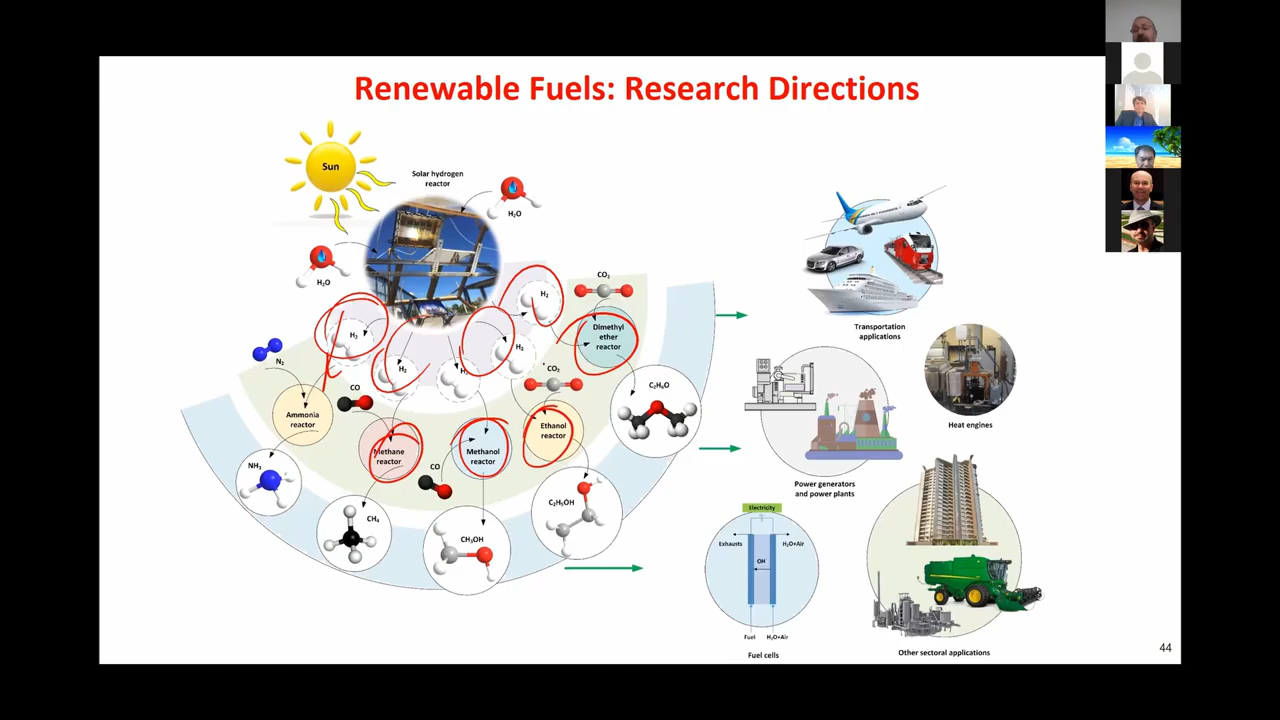 Renewable Fuels: Research Directions
Sun
Solar hydrogen
reactor
H₂O
H₂O
H₂
CO₂
H₂
H₂
H₂
H₂
Dimethyl
ether
reactor
N₂
CO
CO₂
C₂H₆O
Ammonia
reactor
Methane
reactor
CO
Methanol
reactor
Ethanol
reactor
NH₃
CH₄
CH₃OH
C₂H₅OH
Transportation
applications
Heat engines
Power generators
and power plants
Electricity
Exhausts
H₂O+Air
OH
Fuel
H₂O+Air
Fuel cells
Other sectoral applications
44